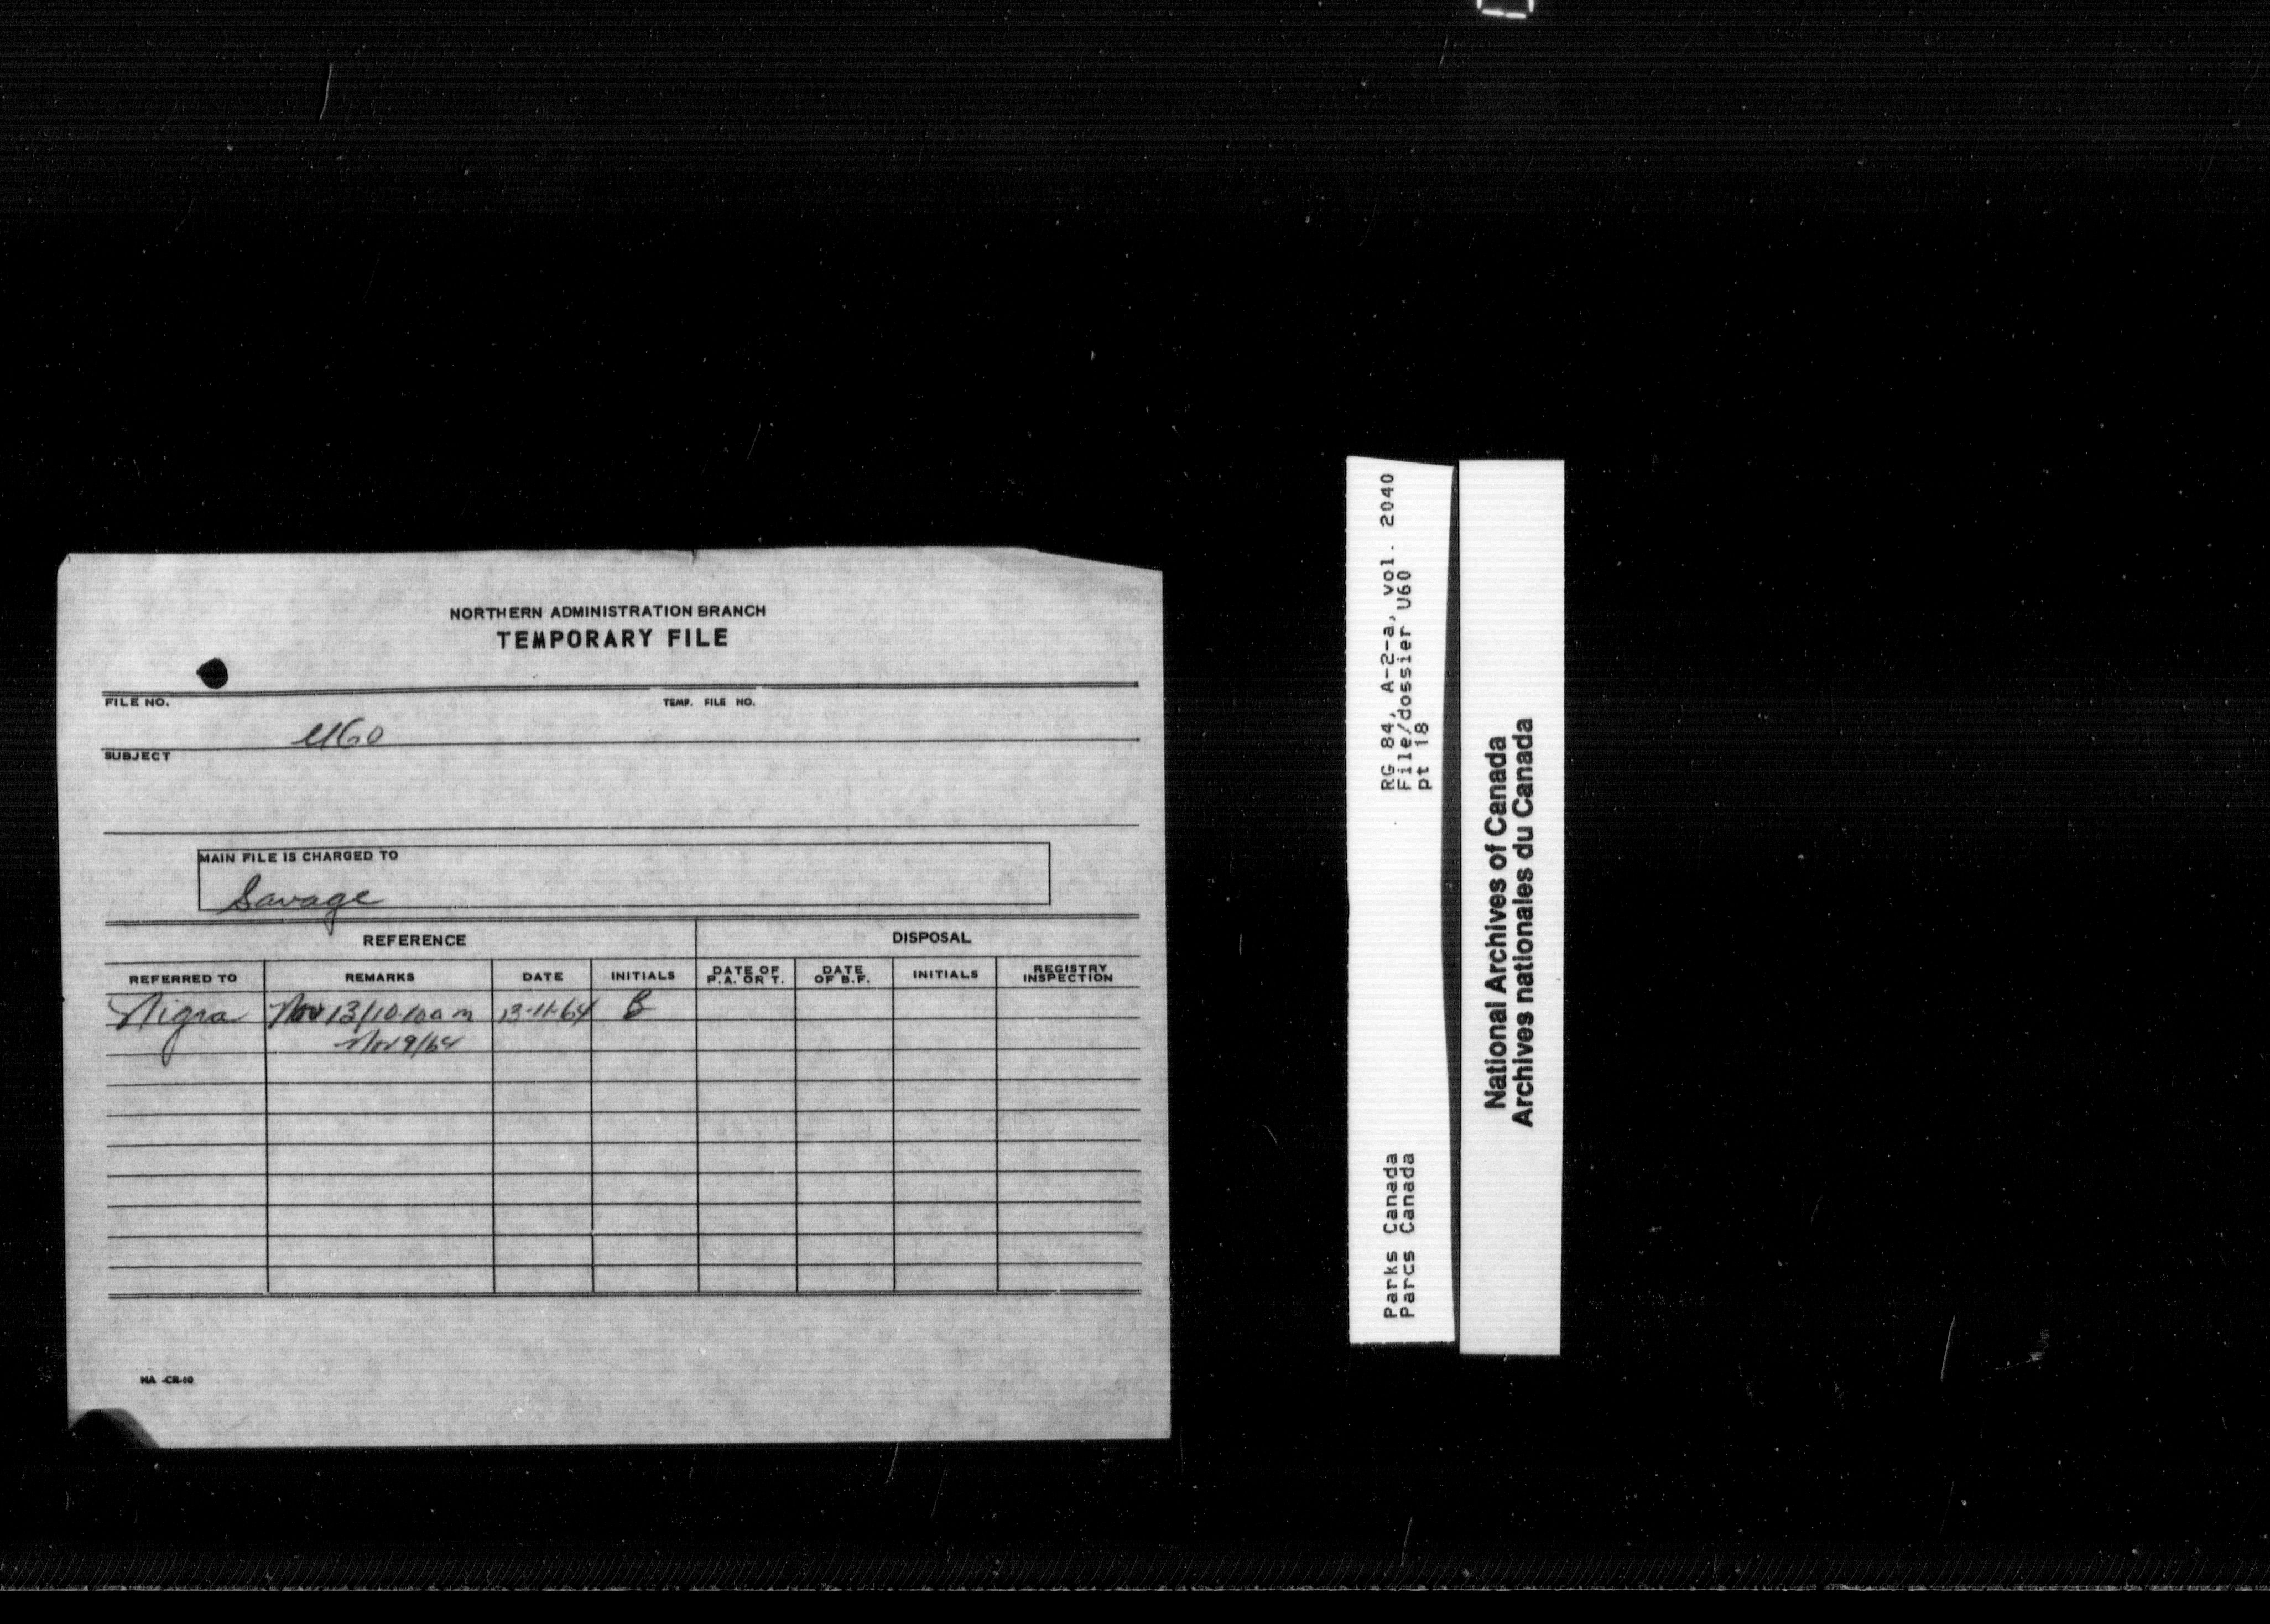 NORTHERN ADMINISTRATION BRANCH
TEMPORARY FILE
FILE NO.
TEMP. FILE NO.
U60
SUBJECT
MAIN FILE IS CHARGED TO
Savage
REFERENCE
DISPOSAL
REFERRED TO
REMARKS
DATE
INITIALS
DATE OF P.A. OR T.
DATE OF B.F.
INITIALS
REGISTRY INSPECTION
Nigra
Nov 13/10.10 a m
13-11-64
B
Nov 9/64
NA -CR-10
RG 84, A-2-a, vol. 2040
File/dossier U60
pt 18
Parks Canada
Parcs Canada
National Archives of Canada
Archives nationales du Canada